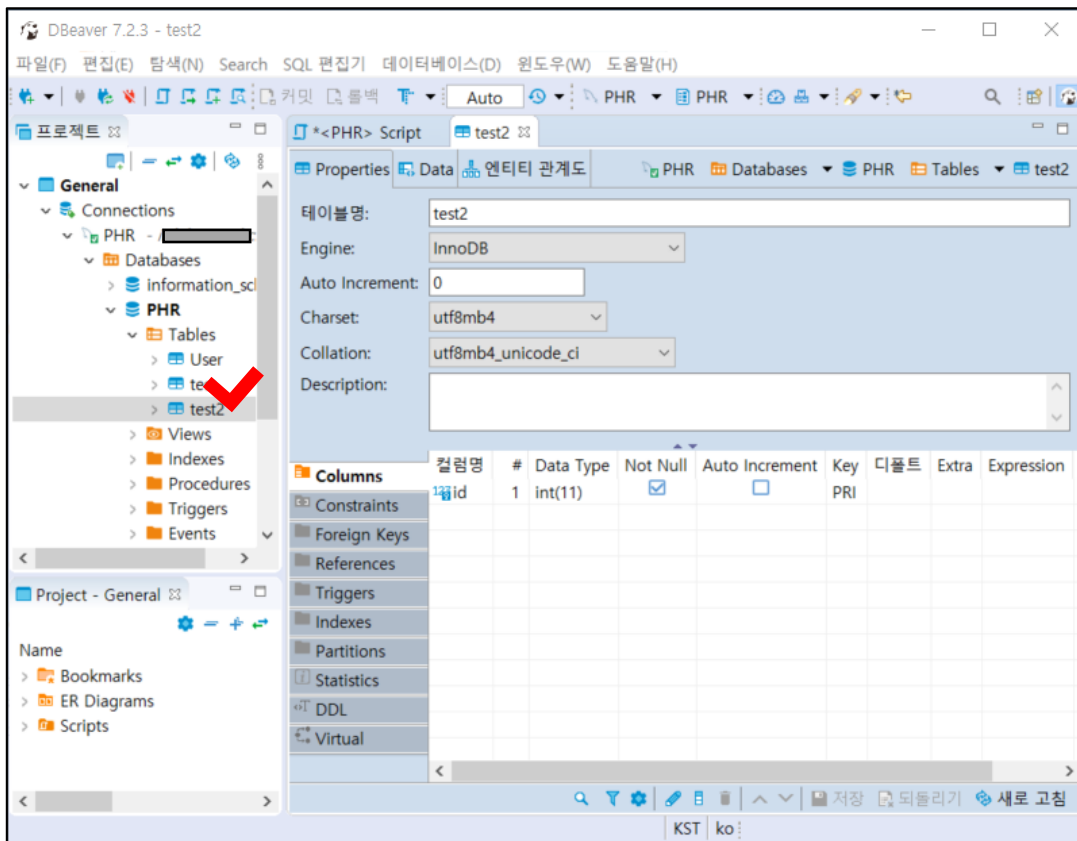 DBeaver 7.2.3 - test2
파일(F) 편집(E) 탐색(N) Search SQL 편집기 데이터베이스(D) 윈도우(W) 도움말(H)
커밋 롤백 Auto PHR PHR
프로젝트
General
Connections
PHR -
Databases
information_scl
PHR
Tables
User
te
test2
Views
Indexes
Procedures
Triggers
Events
Project - General
Name
Bookmarks
ER Diagrams
Scripts
*<PHR> Script test2
Properties Data 엔티티 관계도 PHR Databases PHR Tables test2
테이블명: test2
Engine: InnoDB
Auto Increment: 0
Charset: utf8mb4
Collation: utf8mb4_unicode_ci
Description:
Columns
Constraints
Foreign Keys
References
Triggers
Indexes
Partitions
Statistics
DDL
Virtual
컬럼명 # Data Type Not Null Auto Increment Key 디폴트 Extra Expression
123 id 1 int(11) PRI
저장 되돌리기 새로 고침
KST ko